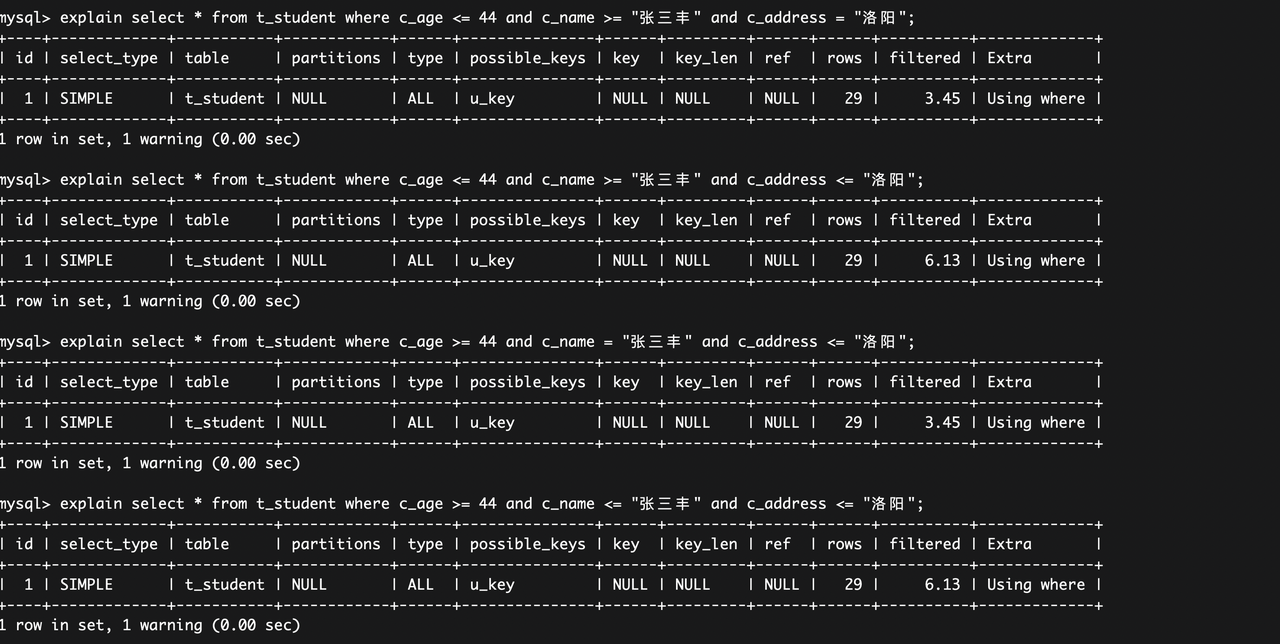 mysql> explain select * from t_student where c_age <= 44 and c_name >= "张三丰" and c_address = "洛阳";
+----+-------------+-----------+------------+------+---------------+------+---------+------+------+----------+-------------+
| id | select_type | table     | partitions | type | possible_keys | key  | key_len | ref  | rows | filtered | Extra       |
+----+-------------+-----------+------------+------+---------------+------+---------+------+------+----------+-------------+
|  1 | SIMPLE      | t_student | NULL       | ALL  | u_key         | NULL | NULL    | NULL |   29 |     3.45 | Using where |
+----+-------------+-----------+------------+------+---------------+------+---------+------+------+----------+-------------+
1 row in set, 1 warning (0.00 sec)
mysql> explain select * from t_student where c_age <= 44 and c_name >= "张三丰" and c_address <= "洛阳";
+----+-------------+-----------+------------+------+---------------+------+---------+------+------+----------+-------------+
| id | select_type | table     | partitions | type | possible_keys | key  | key_len | ref  | rows | filtered | Extra       |
+----+-------------+-----------+------------+------+---------------+------+---------+------+------+----------+-------------+
|  1 | SIMPLE      | t_student | NULL       | ALL  | u_key         | NULL | NULL    | NULL |   29 |     6.13 | Using where |
+----+-------------+-----------+------------+------+---------------+------+---------+------+------+----------+-------------+
1 row in set, 1 warning (0.00 sec)
mysql> explain select * from t_student where c_age >= 44 and c_name = "张三丰" and c_address <= "洛阳";
+----+-------------+-----------+------------+------+---------------+------+---------+------+------+----------+-------------+
| id | select_type | table     | partitions | type | possible_keys | key  | key_len | ref  | rows | filtered | Extra       |
+----+-------------+-----------+------------+------+---------------+------+---------+------+------+----------+-------------+
|  1 | SIMPLE      | t_student | NULL       | ALL  | u_key         | NULL | NULL    | NULL |   29 |     3.45 | Using where |
+----+-------------+-----------+------------+------+---------------+------+---------+------+------+----------+-------------+
1 row in set, 1 warning (0.00 sec)
mysql> explain select * from t_student where c_age >= 44 and c_name <= "张三丰" and c_address <= "洛阳";
+----+-------------+-----------+------------+------+---------------+------+---------+------+------+----------+-------------+
| id | select_type | table     | partitions | type | possible_keys | key  | key_len | ref  | rows | filtered | Extra       |
+----+-------------+-----------+------------+------+---------------+------+---------+------+------+----------+-------------+
|  1 | SIMPLE      | t_student | NULL       | ALL  | u_key         | NULL | NULL    | NULL |   29 |     6.13 | Using where |
+----+-------------+-----------+------------+------+---------------+------+---------+------+------+----------+-------------+
1 row in set, 1 warning (0.00 sec)